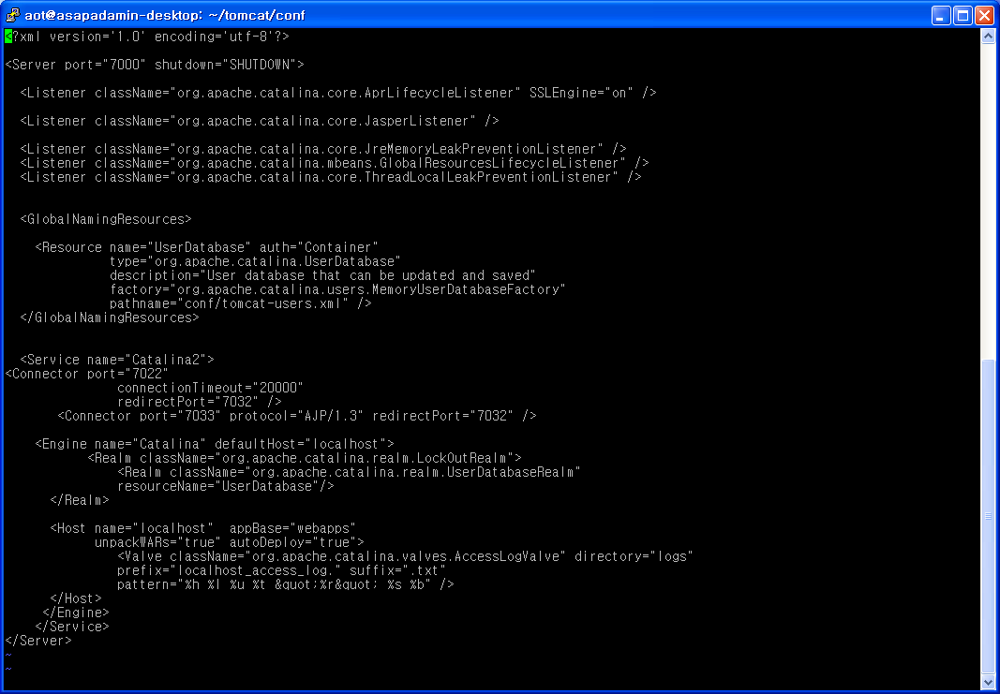 aot@asapadamin-desktop: ~/tomcat/conf
<?xml version='1.0' encoding='utf-8'?>
<Server port="7000" shutdown="SHUTDOWN">
<Listener className="org.apache.catalina.core.AprLifecycleListener" SSLEngine="on" />
<Listener className="org.apache.catalina.core.JasperListener" />
<Listener className="org.apache.catalina.core.JreMemoryLeakPreventionListener" />
<Listener className="org.apache.catalina.mbeans.GlobalResourcesLifecycleListener" />
<Listener className="org.apache.catalina.core.ThreadLocalLeakPreventionListener" />
<GlobalNamingResources>
<Resource name="UserDatabase" auth="Container"
type="org.apache.catalina.UserDatabase"
description="User database that can be updated and saved"
factory="org.apache.catalina.users.MemoryUserDatabaseFactory"
pathname="conf/tomcat-users.xml" />
</GlobalNamingResources>
<Service name="Catalina2">
<Connector port="7022"
connectionTimeout="20000"
redirectPort="7032" />
<Connector port="7033" protocol="AJP/1.3" redirectPort="7032" />
<Engine name="Catalina" defaultHost="localhost">
<Realm className="org.apache.catalina.realm.LockOutRealm">
<Realm className="org.apache.catalina.realm.UserDatabaseRealm"
resourceName="UserDatabase"/>
</Realm>
<Host name="localhost"  appBase="webapps"
unpackWARs="true" autoDeploy="true">
<Valve className="org.apache.catalina.valves.AccessLogValve" directory="logs"
prefix="localhost_access_log." suffix=".txt"
pattern="%h %l %u %t &quot;%r&quot; %s %b" />
</Host>
</Engine>
</Service>
</Server>
~
~